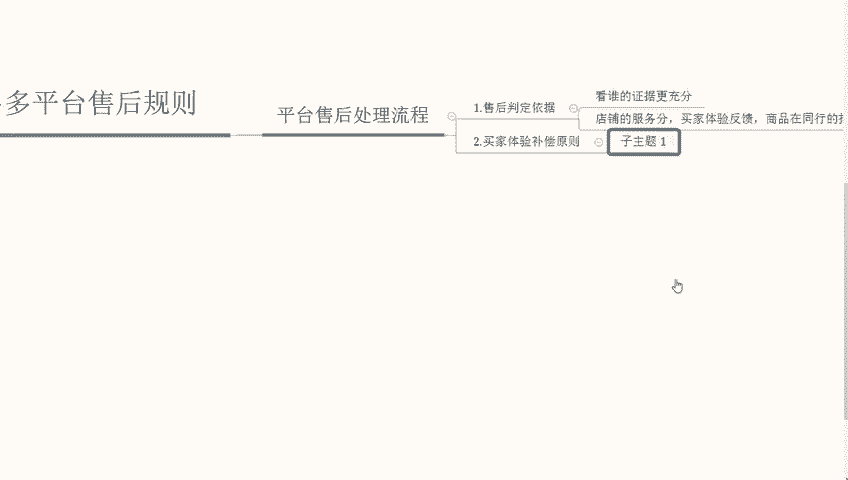 多平台售后规则
平台售后处理流程
1.售后判定依据
看谁的证据更充分
店铺的服务分，买家体验反馈，商品在同行的
2.买家体验补偿原则
子主题 1